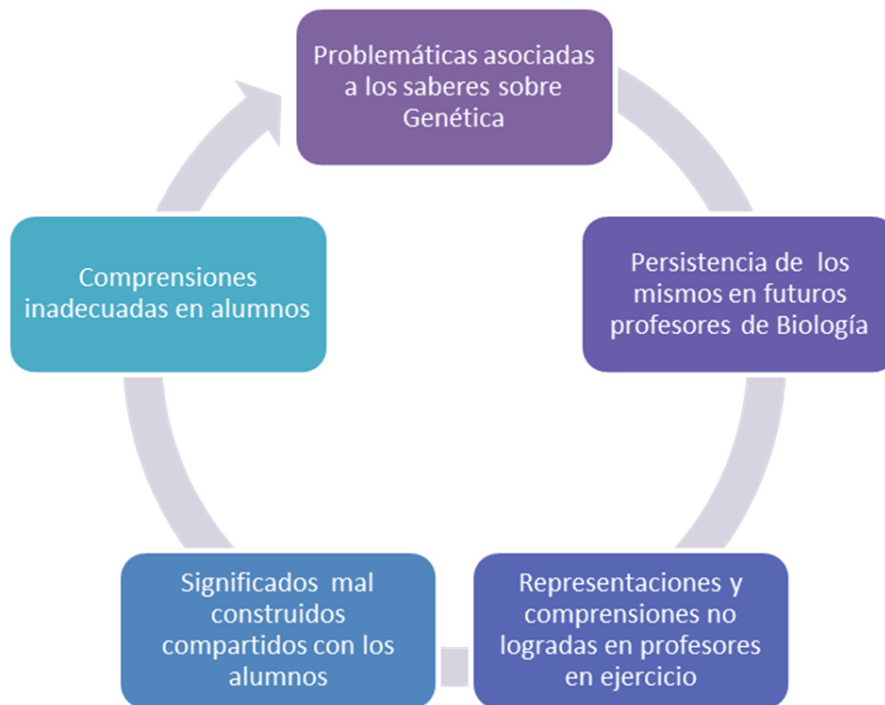 Problemáticas asociadas
a los saberes sobre
Genética
Persistencia de los
mismos en futuros
profesores de Biología
Representaciones y
comprensiones no
logradas en profesores
en ejercicio
Significados mal
construidos
compartidos con los
alumnos
Comprensiones
inadecuadas en alumnos